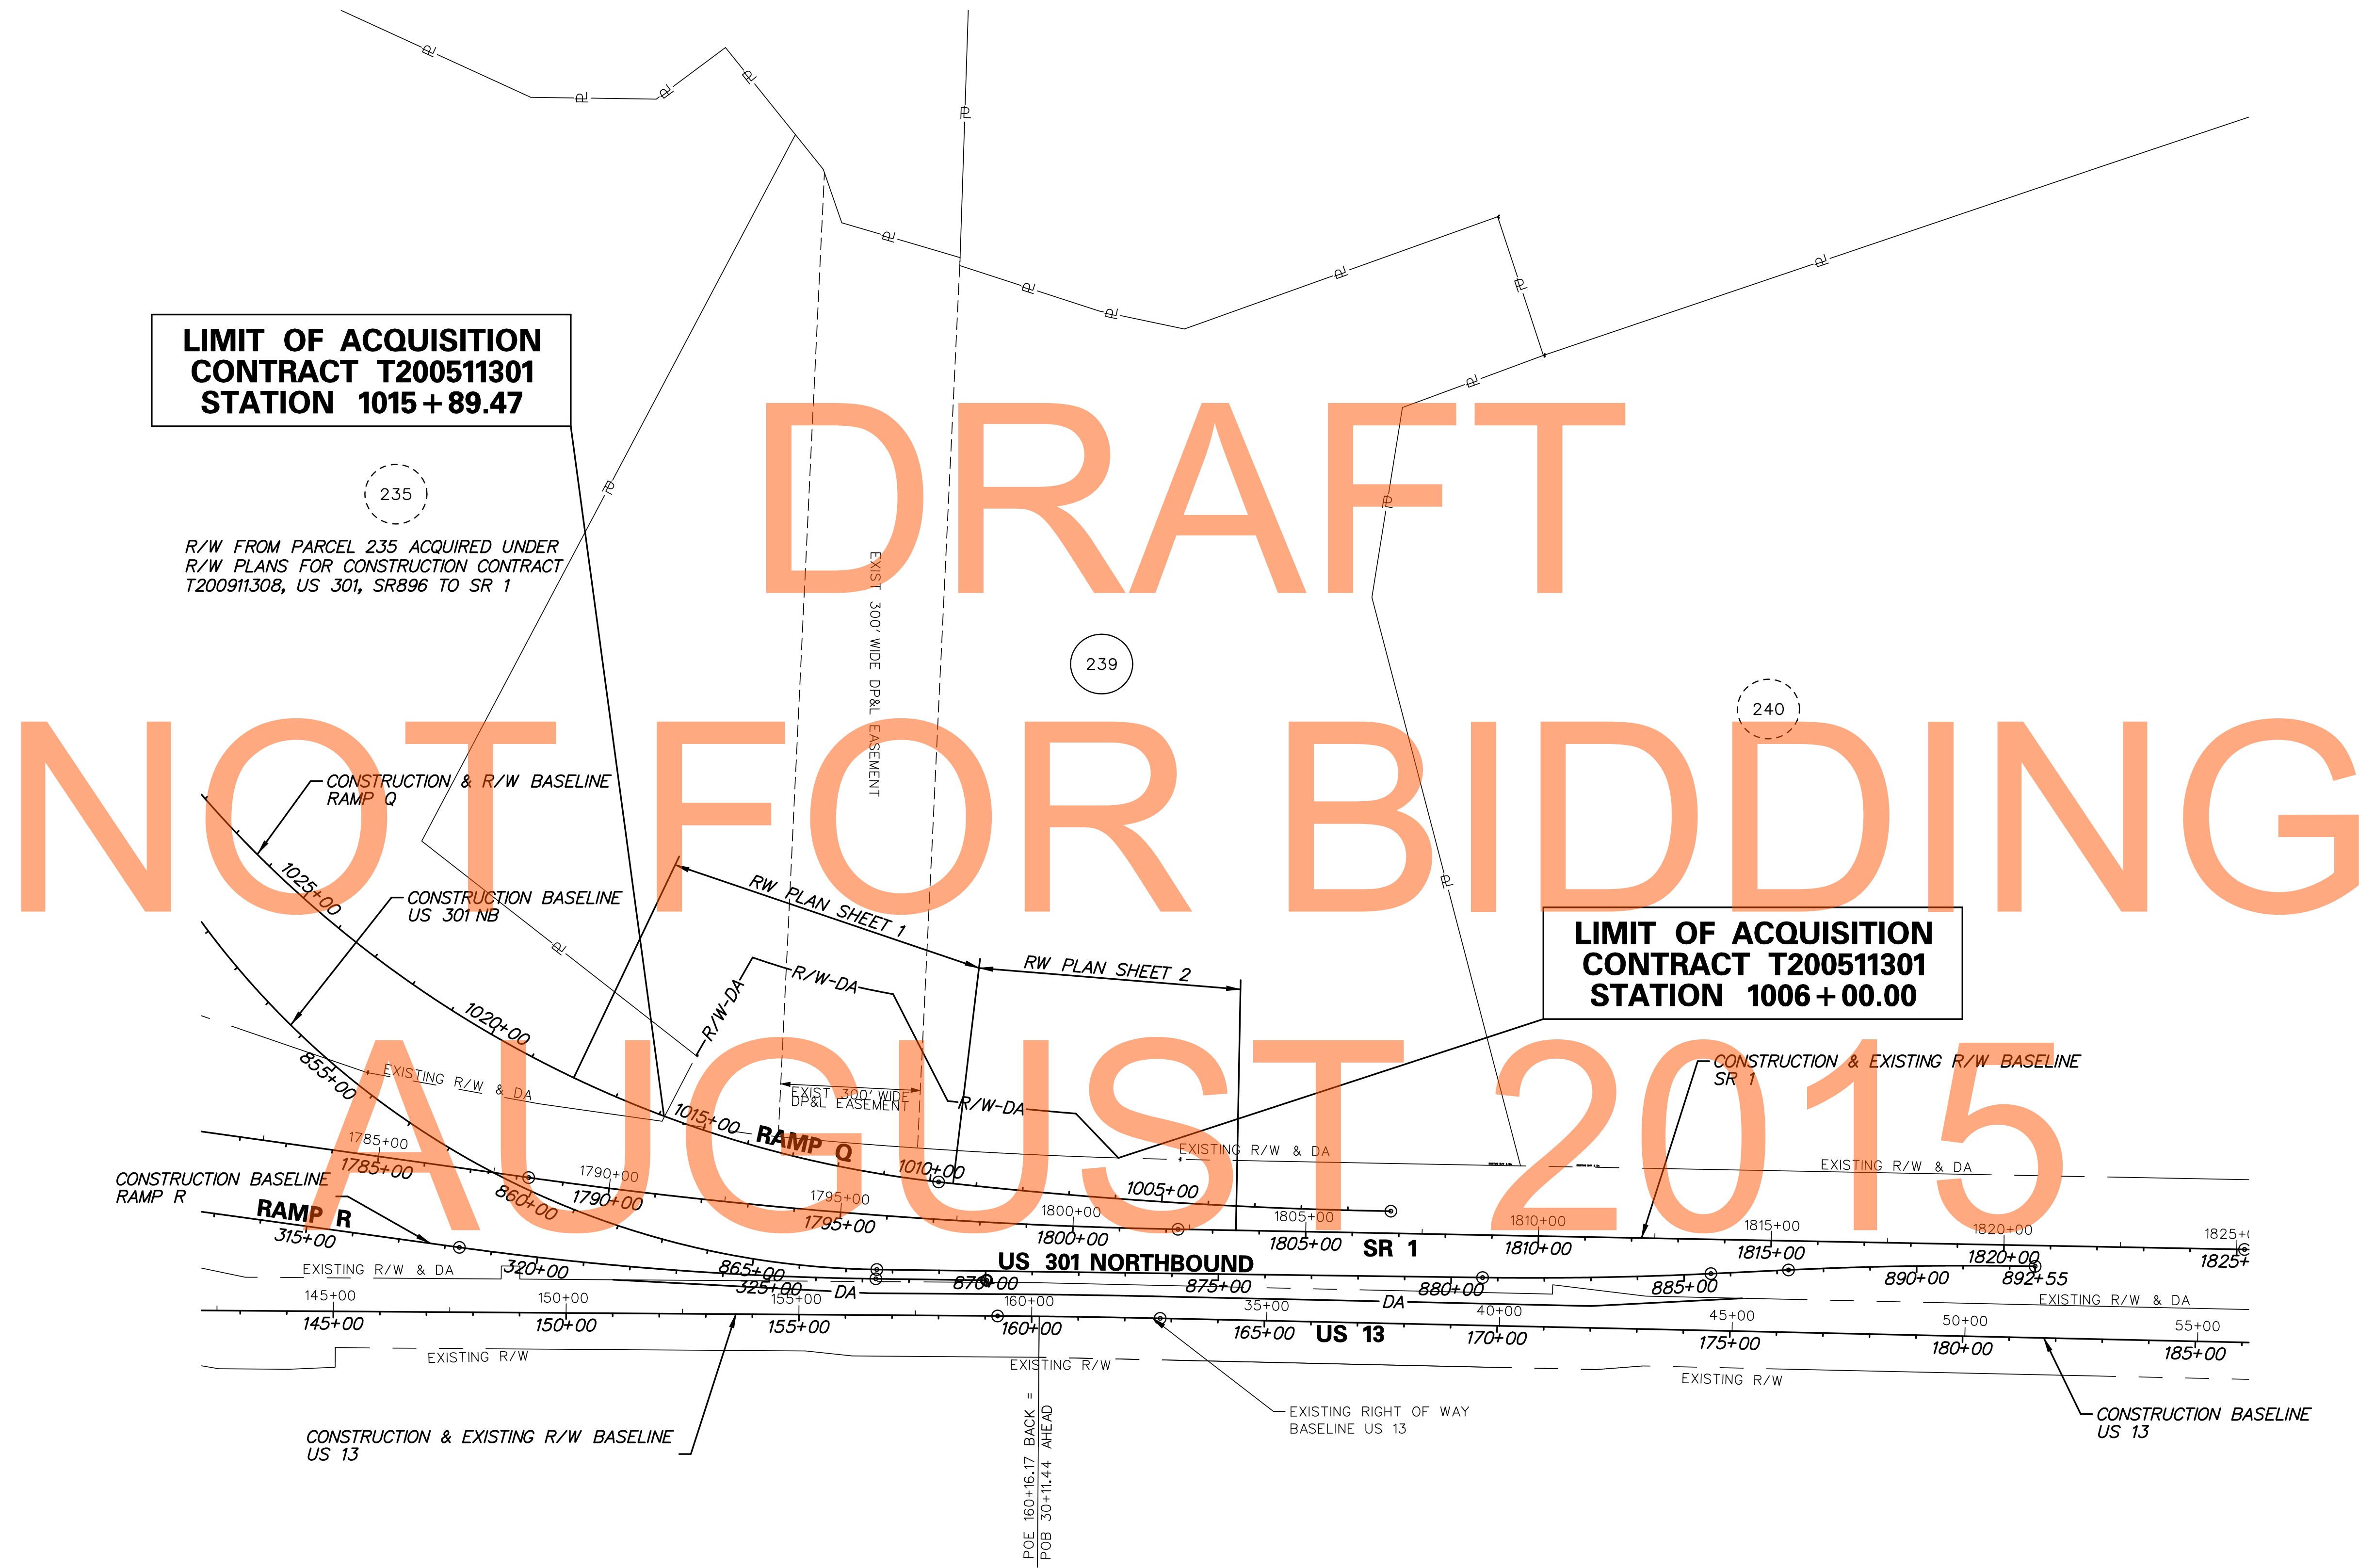 LIMIT OF ACQUISITION
CONTRACT T200511301
STATION 1015+89.47
235
R/W FROM PARCEL 235 ACQUIRED UNDER
R/W PLANS FOR CONSTRUCTION CONTRACT
T200911308, US 301, SR896 TO SR 1
DRAFT
EXIST 300' WIDE DP&L EASEMENT
239
240
NOT FOR BIDDING
CONSTRUCTION & R/W BASELINE
RAMP Q
1025+00
CONSTRUCTION BASELINE
US 301 NB
RW PLAN SHEET 1
RW PLAN SHEET 2
LIMIT OF ACQUISITION
CONTRACT T200511301
STATION 1006+00.00
R/W-DA
R/W-DA
R/W-DA
1020+00
855+00
EXISTING R/W & DA
EXIST 300' WIDE
DP&L EASEMENT
AUGUST 2015
CONSTRUCTION & EXISTING R/W BASELINE
SR 1
1015+00
RAMP Q
1010+00
1005+00
EXISTING R/W & DA
EXISTING R/W & DA
CONSTRUCTION BASELINE
RAMP R
1785+00
1785+00
1790+00
1790+00
860+00
1795+00
1795+00
1800+00
1800+00
1805+00
1805+00
SR 1
1810+00
1810+00
1815+00
1815+00
1820+00
1820+00
1825+
1825+
RAMP R
315+00
320+00
865+00
325+00
870+00
US 301 NORTHBOUND
875+00
880+00
885+00
890+00
892+55
EXISTING R/W & DA
DA
DA
EXISTING R/W & DA
145+00
145+00
150+00
150+00
155+00
155+00
160+00
160+00
35+00
165+00
US 13
40+00
170+00
45+00
175+00
50+00
180+00
55+00
185+00
EXISTING R/W
EXISTING R/W
EXISTING R/W
CONSTRUCTION & EXISTING R/W BASELINE
US 13
POE 160+16.17 BACK =
POB 30+11.44 AHEAD
EXISTING RIGHT OF WAY
BASELINE US 13
CONSTRUCTION BASELINE
US 13